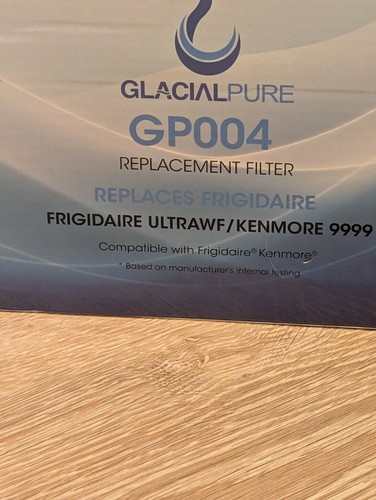 GLACIALPURE
GP004
REPLACEMENT FILTER
REPLACES FRIGIDAIRE
FRIGIDAIRE ULTRAWF/KENMORE 9999
Compatible with Frigidaire® Kenmore®
* Based on manufacturer's internal testing